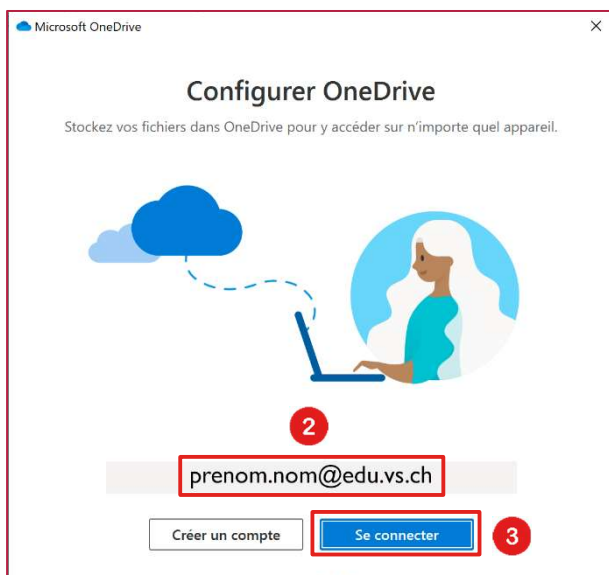 Microsoft OneDrive
Configurer OneDrive
Stockez vos fichiers dans OneDrive pour y accéder sur n’importe quel appareil.
2
prenom.nom@edu.vs.ch
Créer un compte
Se connecter
3